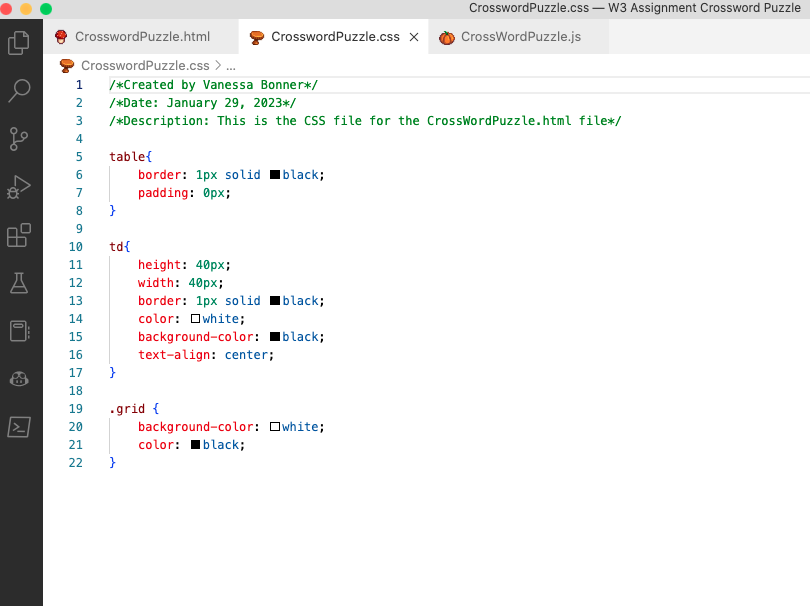 CrosswordPuzzle.css — W3 Assignment Crossword Puzzle
CrosswordPuzzle.html CrosswordPuzzle.css CrossWordPuzzle.js
CrosswordPuzzle.css > ...
1 /*Created by Vanessa Bonner*/
2 /*Date: January 29, 2023*/
3 /*Description: This is the CSS file for the CrossWordPuzzle.html file*/
4
5 table{
6 border: 1px solid black;
7 padding: 0px;
8 }
9
10 td{
11 height: 40px;
12 width: 40px;
13 border: 1px solid black;
14 color: white;
15 background-color: black;
16 text-align: center;
17 }
18
19 .grid {
20 background-color: white;
21 color: black;
22 }